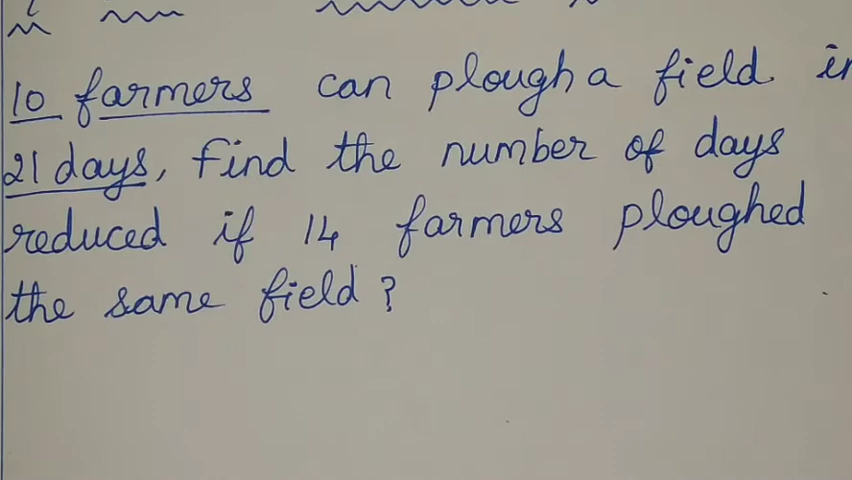 10 farmers can plough a field in
21 days, find the number of days
reduced if 14 farmers ploughed
the same field ?